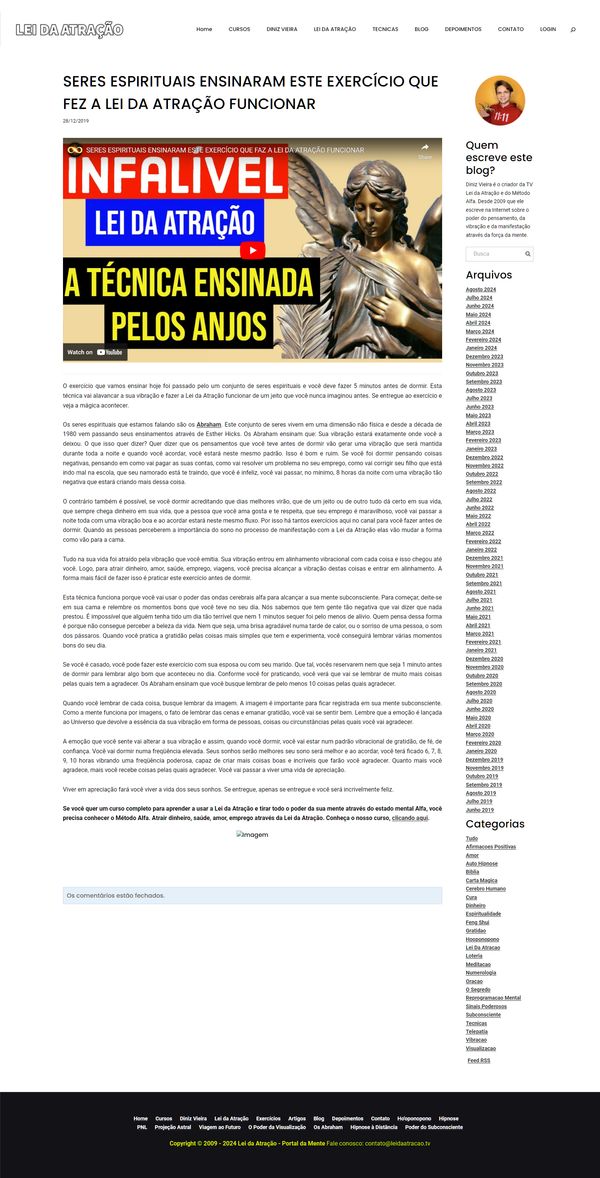 LEI DA ATRAÇÃO
Home CURSOS DINIZ VIEIRA LEI DA ATRAÇÃO TECNICAS BLOG DEPOIMENTOS CONTATO LOGIN
SERES ESPIRITUAIS ENSINARAM ESTE EXERCÍCIO QUE
FEZ A LEI DA ATRAÇÃO FUNCIONAR
28/12/2019
SERES ESPIRITUAIS ENSINARAM ESTE EXERCÍCIO QUE FAZ A LEI DA ATRAÇÃO FUNCIONAR
Share
INFALÍVEL
LEI DA ATRAÇÃO
A TÉCNICA ENSINADA
PELOS ANJOS
Watch on YouTube
O exercício que vamos ensinar hoje foi passado pelo um conjunto de seres espirituais e você deve fazer 5 minutos antes de dormir. Esta
técnica vai alavancar a sua vibração e fazer a Lei da Atração funcionar de um jeito que você nunca imaginou antes. Se entregue ao exercício e
veja a mágica acontecer.
Os seres espirituais que estamos falando são os Abraham. Este conjunto de seres vivem em uma dimensão não física e desde a década de
1980 vem passando seus ensinamentos através de Esther Hicks. Os Abraham ensinam que: Sua vibração estará exatamente onde você a
deixou. O que isso quer dizer? Quer dizer que os pensamentos que você teve antes de dormir vão gerar uma vibração que será mantida
durante toda a noite e quando você acordar, você estará neste mesmo padrão. Isso é bom e ruim. Se você for dormir pensando coisas
negativas, pensando em como vai pagar as suas contas, como vai resolver um problema no seu emprego, como vai corrigir seu filho que está
indo mal na escola, que seu namorado está te traindo, que você é infeliz, você vai passar, no mínimo, 8 horas da noite com uma vibração tão
negativa que estará criando mais dessa coisa.
O contrário também é possível, se você dormir acreditando que dias melhores virão, que de um jeito ou de outro tudo dá certo em sua vida,
que sempre chega dinheiro em sua vida, que a pessoa que você ama gosta e te respeita, que seu emprego é maravilhoso, você vai passar a
noite toda com uma vibração boa e ao acordar estará neste mesmo fluxo. Por isso há tantos exercícios aqui no canal para você fazer antes de
dormir. Quando as pessoas perceberem a importância do sono no processo de manifestação com a Lei da Atração elas vão mudar a forma
como vão para a cama.
Tudo na sua vida foi atraído pela vibração que você emitia. Sua vibração entrou em alinhamento vibracional com cada coisa e isso chegou até
você. Logo, para atrair dinheiro, amor, saúde, emprego, viagens, você precisa alcançar a vibração destas coisas e entrar em alinhamento. A
forma mais fácil de fazer isso é praticar este exercício antes de dormir.
Esta técnica funciona porque você vai usar o poder das ondas cerebrais alfa para alcançar a sua mente subconsciente. Para começar, deite-se
em sua cama e relembre os momentos bons que você teve no seu dia. Nós sabemos que tem gente tão negativa que vai dizer que nada
prestou. É impossível que alguém tenha tido um dia tão terrível que nem 1 minutos sequer foi pelo menos de alívio. Quem pensa dessa forma
é porque não consegue perceber a beleza da vida. Nem que seja, uma brisa agradável numa tarde de calor, ou o sorriso de uma pessoa, o som
dos pássaros. Quando você pratica a gratidão pelas coisas mais simples que tem e experimenta, você conseguirá lembrar várias momentos
bons do seu dia.
Se você é casado, você pode fazer este exercício com sua esposa ou com seu marido. Que tal, vocês reservarem nem que seja 1 minuto antes
de dormir para lembrar algo bom que aconteceu no dia. Conforme você for praticando, você verá que vai se lembrar de muito mais coisas
pelas quais tem a agradecer. Os Abraham ensinam que você busque lembrar de pelo menos 10 coisas pelas quais agradecer.
Quando você lembrar de cada coisa, busque lembrar da imagem. A imagem é importante para ficar registrada em sua mente subconsciente.
Como a mente funciona por imagens, o fato de lembrar das cenas e emanar gratidão, você vai se sentir bem. Lembre que a emoção é lançada
ao Universo que devolve a essência da sua vibração em forma de pessoas, coisas ou circunstâncias pelas quais você vai agradecer.
A emoção que você sente vai alterar a sua vibração e assim, quando você dormir, você vai estar num padrão vibracional de gratidão, de fé, de
confiança. Você vai dormir numa freqüência elevada. Seus sonhos serão melhores seu sono será melhor e ao acordar, você terá ficado 6, 7, 8,
9, 10 horas vibrando uma freqüência poderosa, capaz de criar mais coisas boas e incríveis que farão você agradecer. Quanto mais você
agradece, mais você recebe coisas pelas quais agradecer. Você vai passar a viver uma vida de apreciação.
Viver em apreciação fará você viver a vida dos seus sonhos. Se entregue, apenas se entregue e você será incrivelmente feliz.
Se você quer um curso completo para aprender a usar a Lei da Atração e tirar todo o poder da sua mente através do estado mental Alfa, você
precisa conhecer o Método Alfa. Atrair dinheiro, saúde, amor, emprego através da Lei da Atração. Conheça o nosso curso, clicando aqui.
Imagem
Os comentários estão fechados.
11:11
Quem
escreve este
blog?
Diniz Vieira é o criador da TV
Lei da Atração e do Método
Alfa. Desde 2009 que ele
escreve na Internet sobre o
poder do pensamento, da
vibração e da manifestação
através da força da mente.
Busca
Arquivos
Agosto 2024
Julho 2024
Junho 2024
Maio 2024
Abril 2024
Março 2024
Fevereiro 2024
Janeiro 2024
Dezembro 2023
Novembro 2023
Outubro 2023
Setembro 2023
Agosto 2023
Julho 2023
Junho 2023
Maio 2023
Abril 2023
Março 2023
Fevereiro 2023
Janeiro 2023
Dezembro 2022
Novembro 2022
Outubro 2022
Setembro 2022
Agosto 2022
Julho 2022
Junho 2022
Maio 2022
Abril 2022
Março 2022
Fevereiro 2022
Janeiro 2022
Dezembro 2021
Novembro 2021
Outubro 2021
Setembro 2021
Agosto 2021
Julho 2021
Junho 2021
Maio 2021
Abril 2021
Março 2021
Fevereiro 2021
Janeiro 2021
Dezembro 2020
Novembro 2020
Outubro 2020
Setembro 2020
Agosto 2020
Julho 2020
Junho 2020
Maio 2020
Abril 2020
Março 2020
Fevereiro 2020
Janeiro 2020
Dezembro 2019
Novembro 2019
Outubro 2019
Setembro 2019
Agosto 2019
Julho 2019
Junho 2019
Categorias
Tudo
Afirmacoes Positivas
Amor
Auto Hipnose
Biblia
Carta Magica
Cerebro Humano
Cura
Dinheiro
Espiritualidade
Feng Shui
Gratidao
Hooponopono
Lei Da Atracao
Loteria
Meditacao
Numerologia
Oracao
O Segredo
Reprogramacao Mental
Sinais Poderosos
Subconsciente
Tecnicas
Telepatia
Vibracao
Visualizacao
Feed RSS
Home Cursos Diniz Vieira Lei da Atração Exercícios Artigos Blog Depoimentos Contato Ho'oponopono Hipnose
PNL Projeção Astral Viagem ao Futuro O Poder da Visualização Os Abraham Hipnose à Distância Poder do Subconsciente
Copyright © 2009 - 2024 Lei da Atração - Portal da Mente Fale conosco: contato@leidaatracao.tv